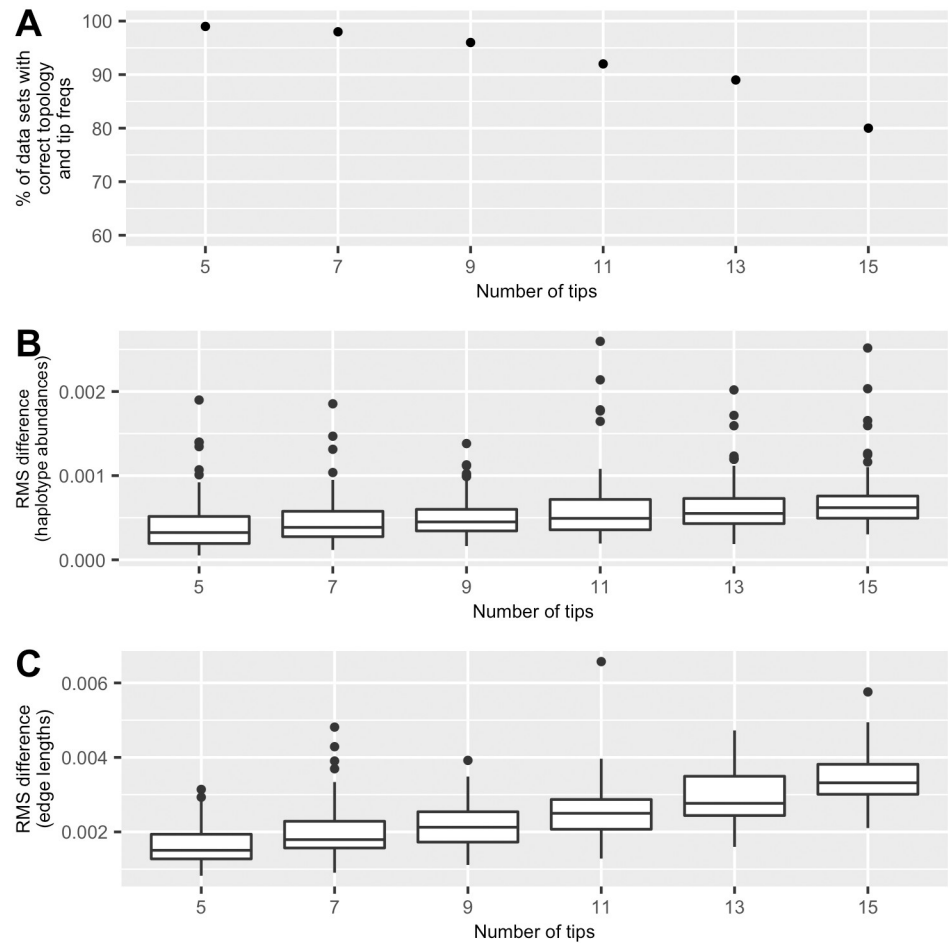 A
% of data sets with
correct topology
and tip freqs
100
90
80
70
60
5 7 9 11 13 15
Number of tips
B
RMS difference
(haplotype abundances)
0.002
0.001
0.000
5 7 9 11 13 15
Number of tips
C
RMS difference
(edge lengths)
0.006
0.004
0.002
5 7 9 11 13 15
Number of tips